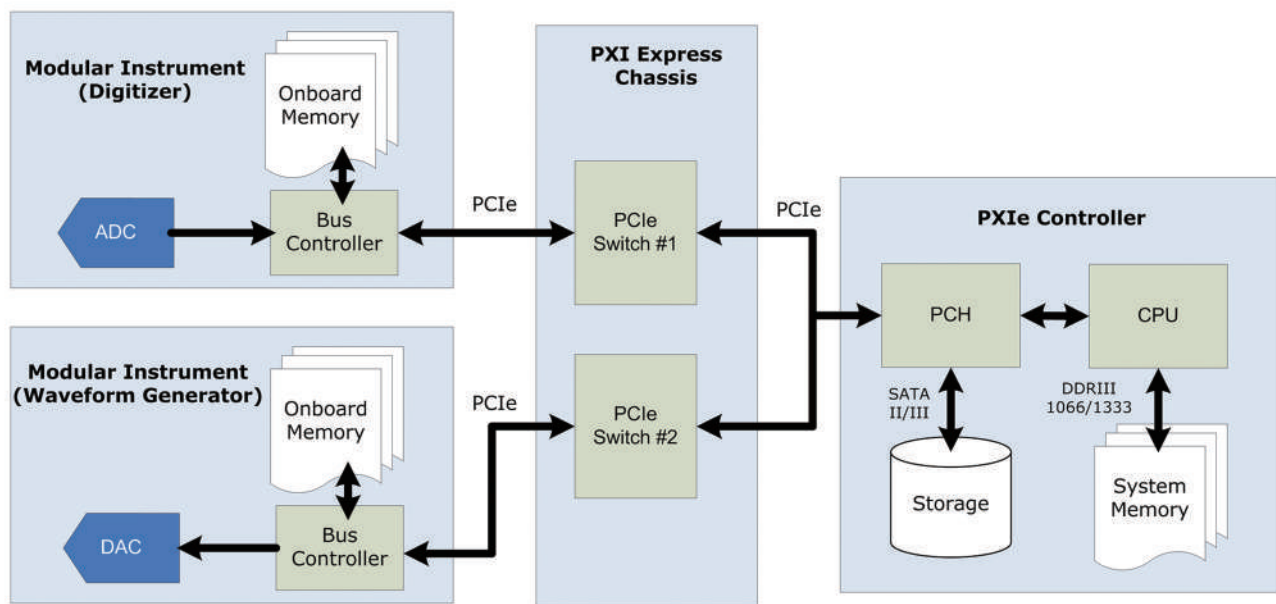 Modular Instrument
(Digitizer)
Onboard
Memory
ADC
Bus
Controller
PCIe
PXI Express
Chassis
PCIe
Switch #1
PCIe
PXIe Controller
PCH
CPU
SATA
II/III
DDRIII
1066/1333
Storage
System
Memory
Modular Instrument
(Waveform Generator)
Onboard
Memory
DAC
Bus
Controller
PCIe
PCIe
Switch #2